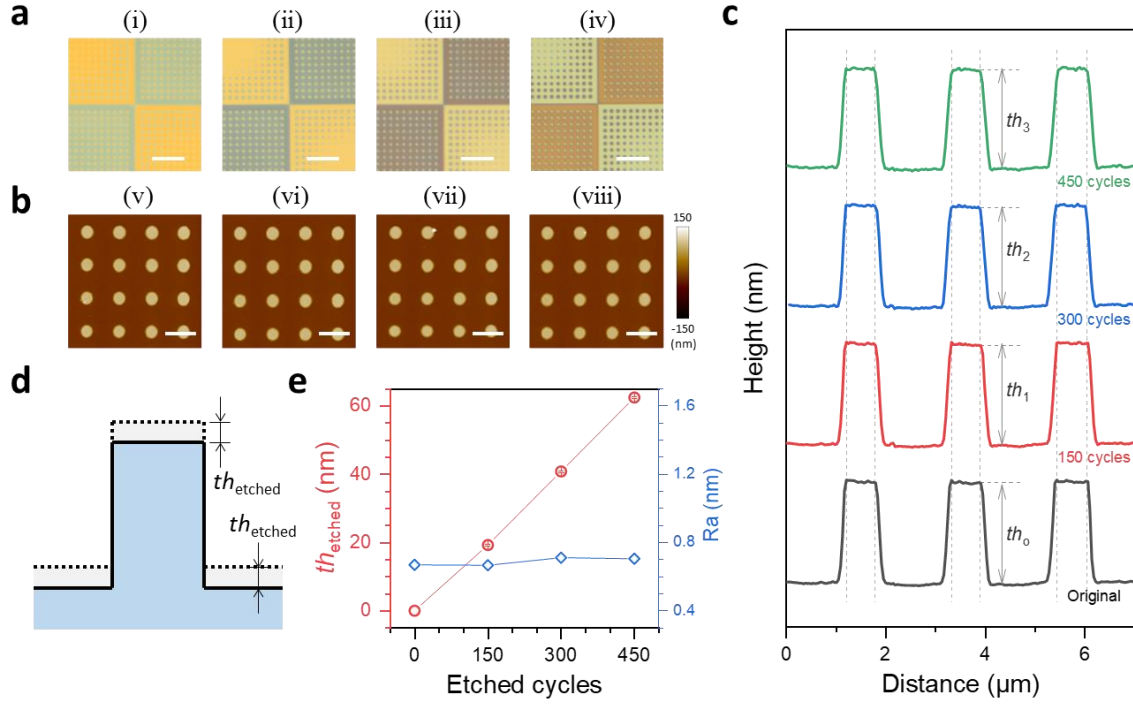 a
(i)
(ii)
(iii)
(iv)
b
(v)
(vi)
(vii)
(viii)
150
-150
(nm)
c
Height (nm)
th3
450 cycles
th2
300 cycles
th1
150 cycles
tho
Original
0
2
4
6
Distance (µm)
d
thetched
thetched
e
thetched (nm)
60
40
20
0
1.6
1.2
0.8
0.4
Ra (nm)
0
150
300
450
Etched cycles